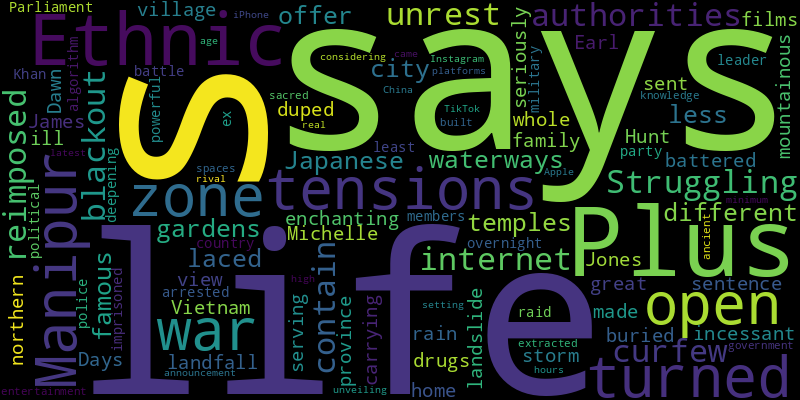 Parliament
village
offer
unrest
authorities
films
iPhone
Ethnic
age
says
considering
came
Instagram
Earl
seriously
military
leader
Khan
algorithm
battle
city
platforms
China
sent
mountainous
knowledge
Dawn
blackout
powerful
s
sacred
duped
real
TikTok
built
whole
less
James
ex
family
Hunt
party
reimposed
ill
latest
deepening
Japanese
least
waterways
battered
spaces
rival
Apple
Struggling
Manipur
political
zone
tensions
minimum
gardens
enchanting
members
temples
Plus
different
country
Michelle
overnight
ancient
life
laced
contain
internet
Jones
northern
famous
imprisoned
police
view
high
great
sentence
arrested
Vietnam
serving
province
carrying
setting
landslide
raid
made
open
war
rain
buried
incessant
extracted
Days
landfall
drugs
storm
curfew
government
announcement
hours
turned
entertainment
unveiling
home